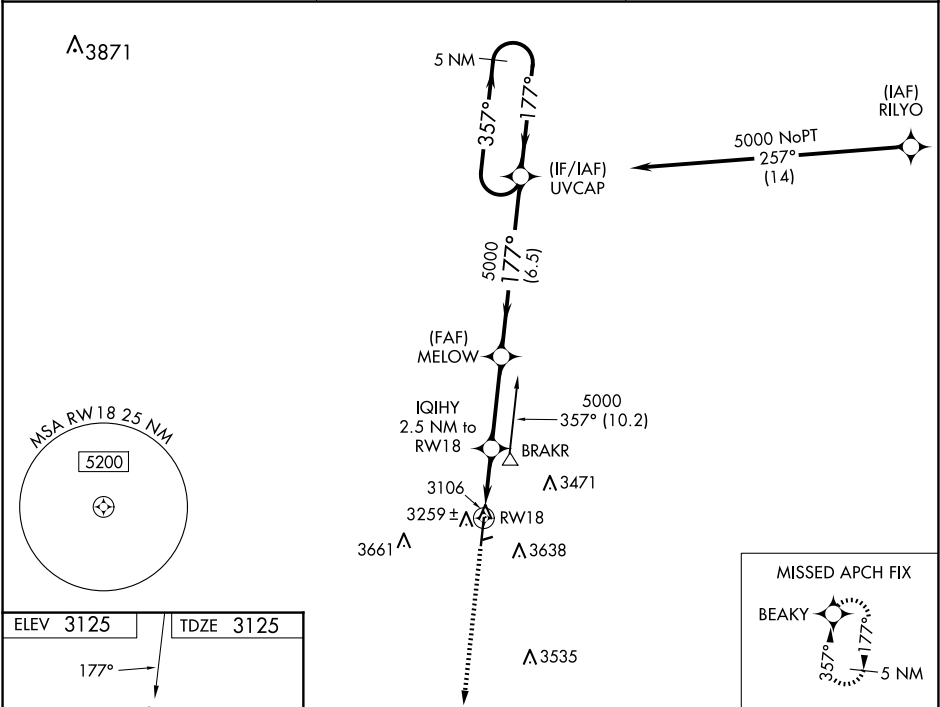 3871
5 NM
357°
177°
(IAF)
RILYO
5000 NoPT
257°
(14)
(IF/IAF)
UVCAP
5000
177°
(6.5)
(FAF)
MELOW
IQIHY
2.5 NM to
RW18
5000
357° (10.2)
BRAKR
3471
3106
3259 ±
RW18
3661
3638
3535
MSA RW 18 25 NM
5200
ELEV 3125
TDZE 3125
177°
MISSED APCH FIX
BEAKY
357°
177°
5 NM